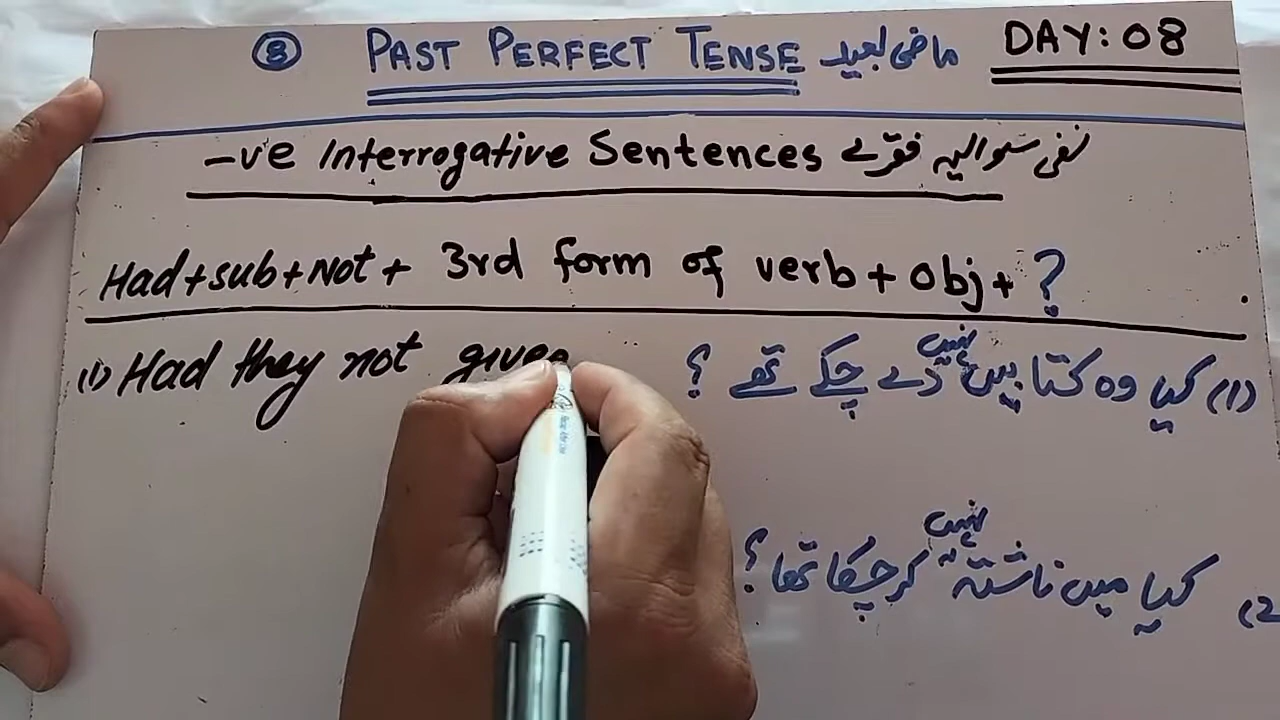 ⑧ PAST PERFECT TENSE ماضی بعید DAY: 08
-ve Interrogative Sentences نفی سوالیہ فقرے
Had+sub+Not+ 3rd form of verb + Obj + ?
(1) Had they not given
(1) کیا وہ کتابیں نہیں دے چکے تھے ؟
(2 کیا میں ناشتہ نہیں کر چکا تھا ؟